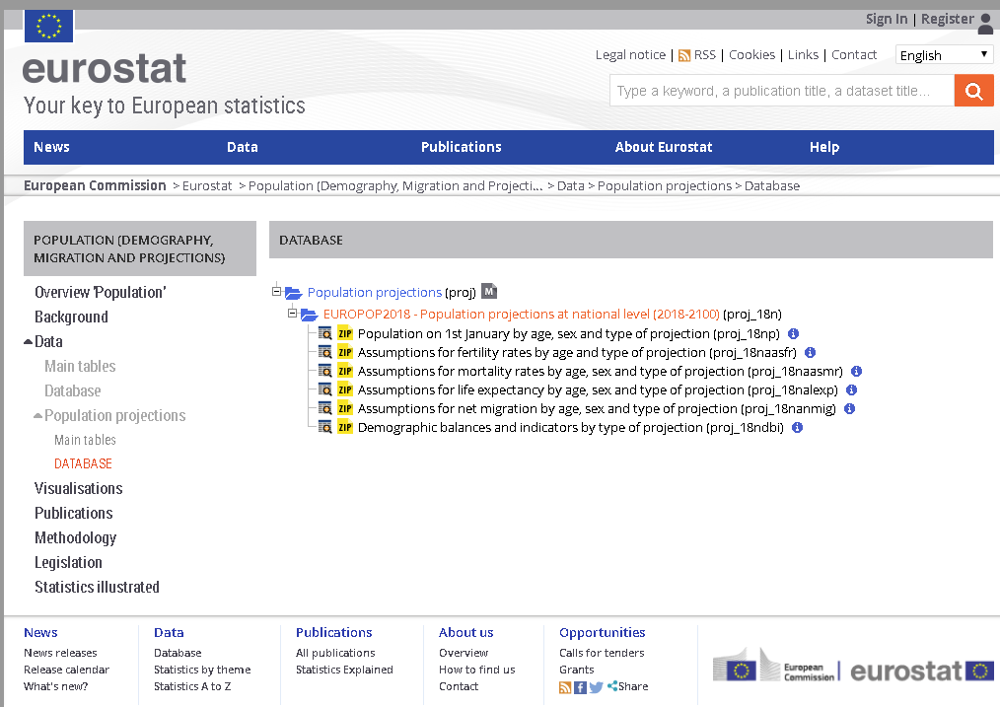 Sign In | Register
Legal notice | RSS | Cookies | Links | Contact English
eurostat
Your key to European statistics
Type a keyword, a publication title, a dataset title...
News Data Publications About Eurostat Help
European Commission > Eurostat > Population (Demography, Migration and Projecti... > Data > Population projections > Database
POPULATION (DEMOGRAPHY,
MIGRATION AND PROJECTIONS)
Overview 'Population'
Background
Data
Main tables
Database
Population projections
Main tables
DATABASE
Visualisations
Publications
Methodology
Legislation
Statistics illustrated
DATABASE
Population projections (proj) M
EUROPOP2018 - Population projections at national level (2018-2100) (proj_18n)
ZIP Population on 1st January by age, sex and type of projection (proj_18np) i
ZIP Assumptions for fertility rates by age and type of projection (proj_18naasfr) i
ZIP Assumptions for mortality rates by age, sex and type of projection (proj_18naasmr) i
ZIP Assumptions for life expectancy by age, sex and type of projection (proj_18nalexp) i
ZIP Assumptions for net migration by age, sex and type of projection (proj_18nanmig) i
ZIP Demographic balances and indicators by type of projection (proj_18ndbi) i
News
News releases
Release calendar
What's new?
Data
Database
Statistics by theme
Statistics A to Z
Publications
All publications
Statistics Explained
About us
Overview
How to find us
Contact
Opportunities
Calls for tenders
Grants
Share
European
Commission
eurostat